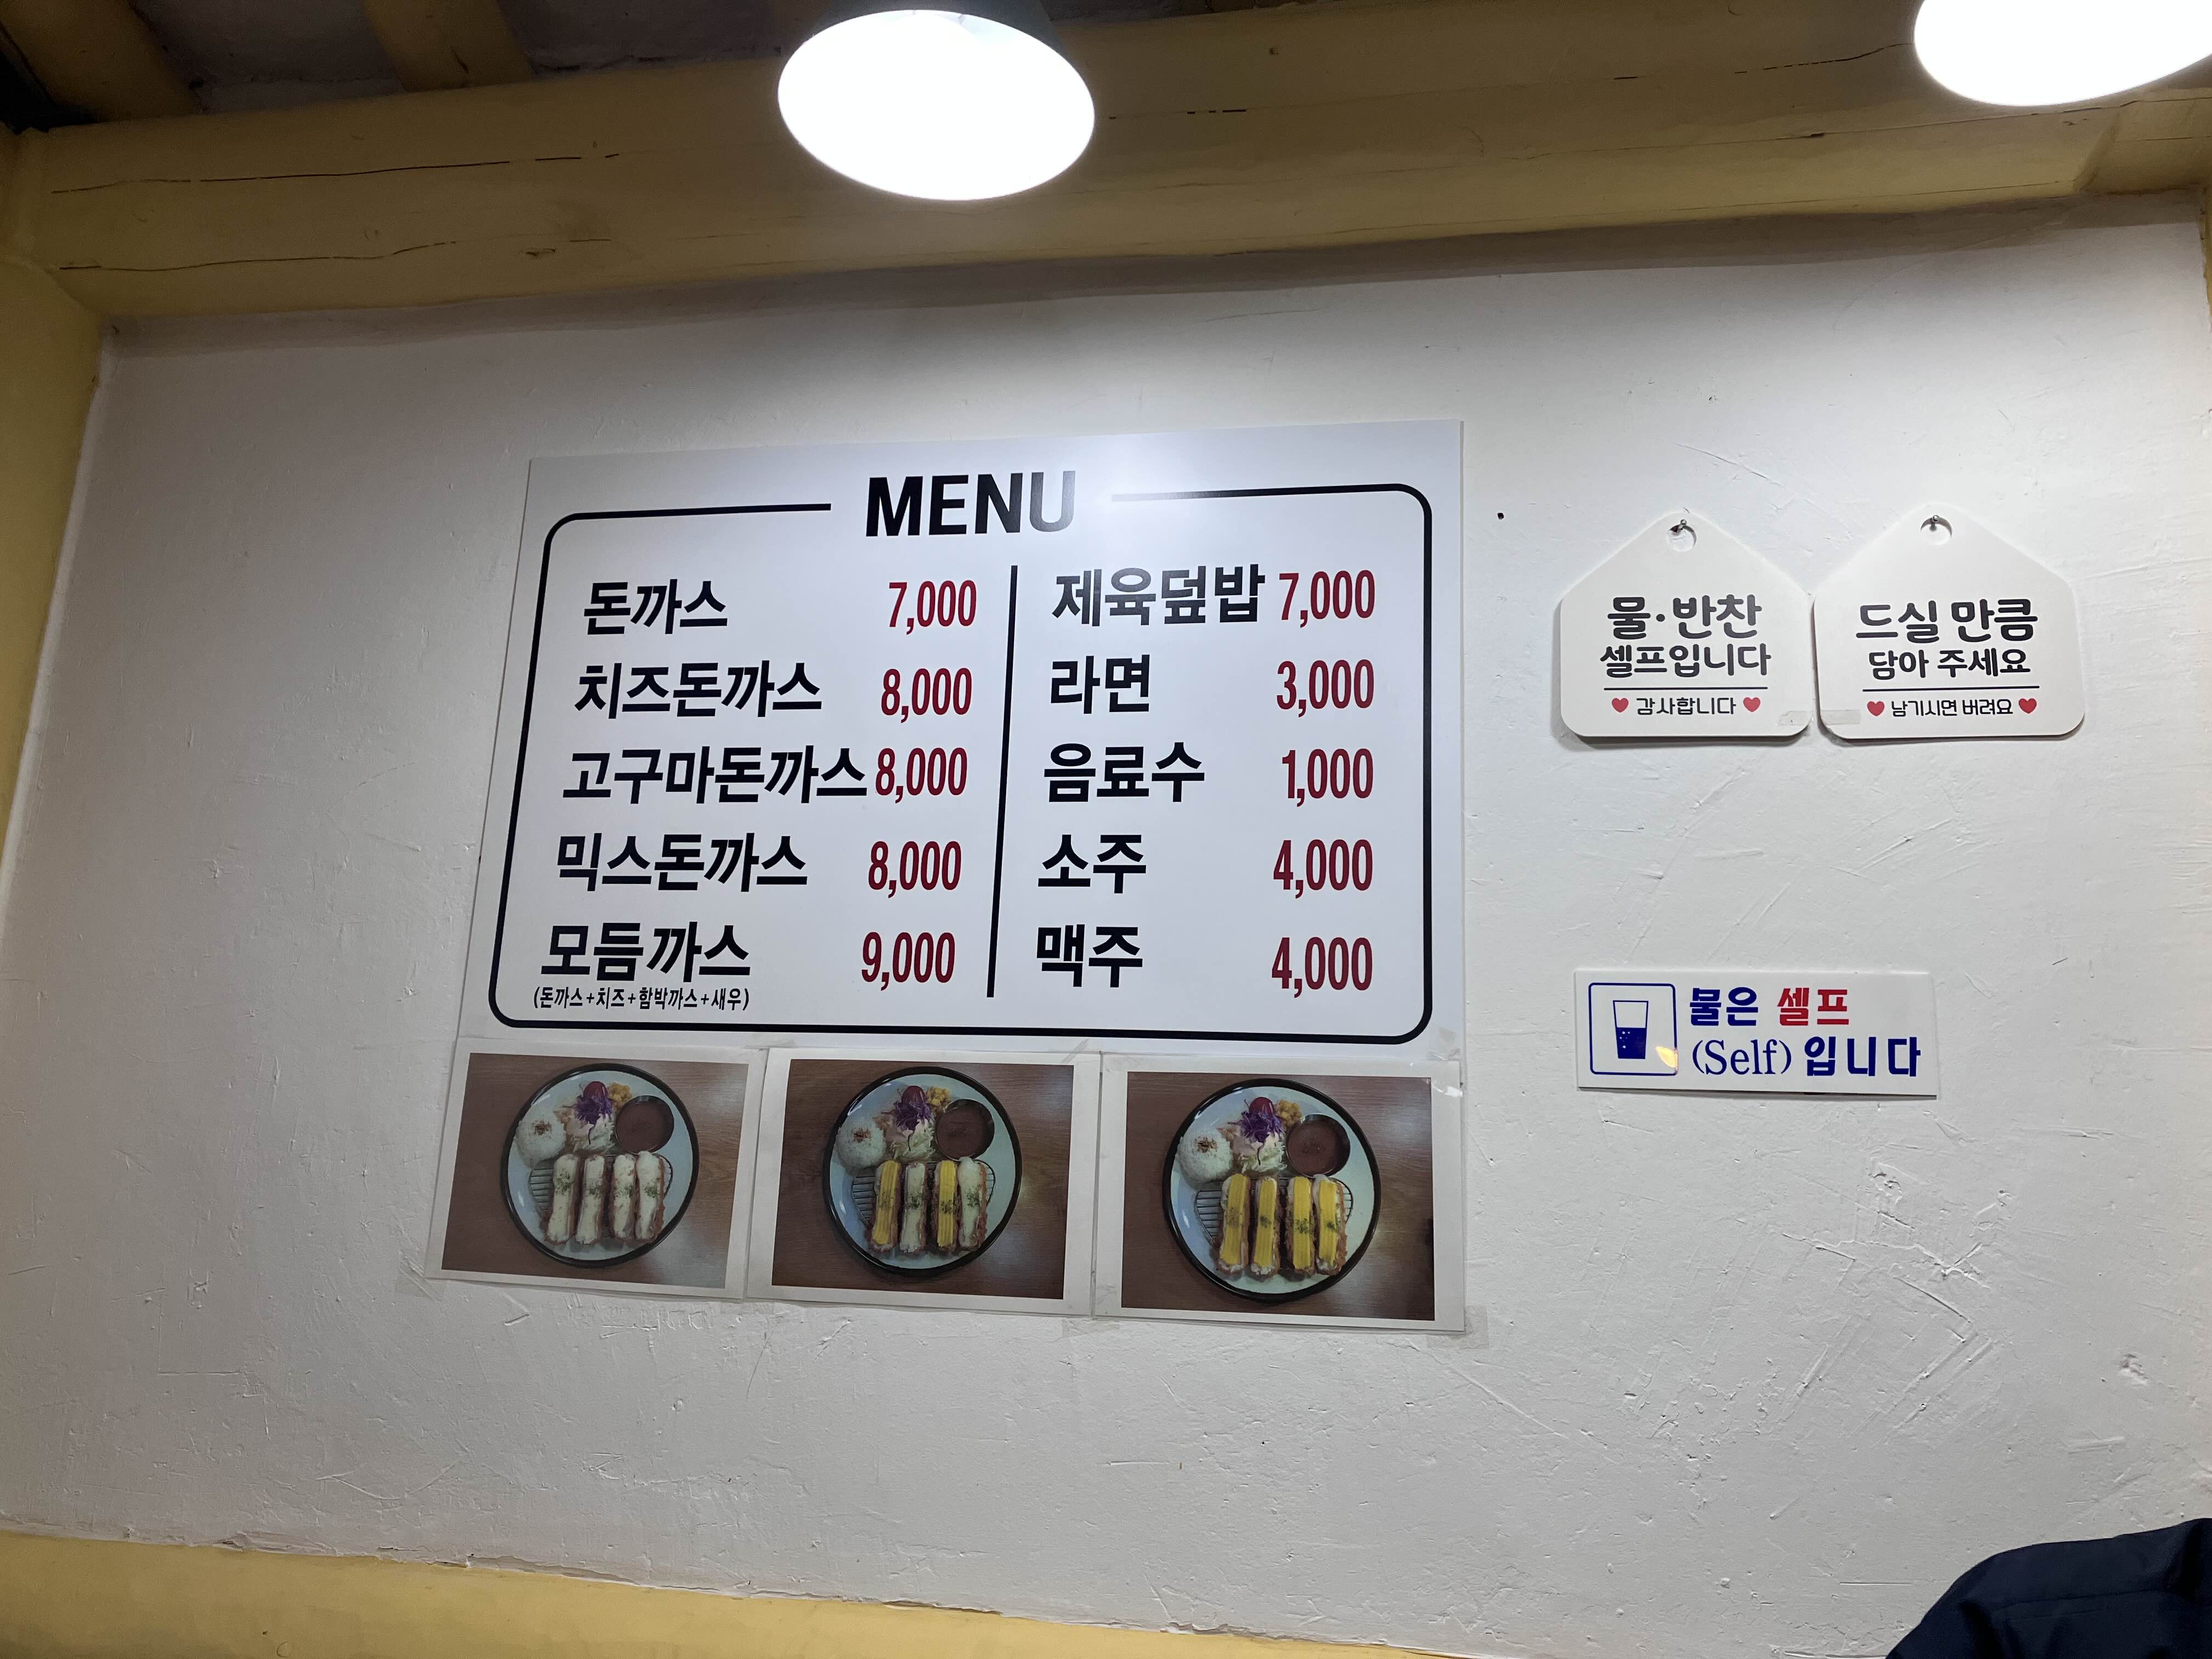 MENU
돈까스 7,000
치즈돈까스 8,000
고구마돈까스 8,000
믹스돈까스 8,000
모듬까스 9,000
(돈까스+치즈+함박까스+새우)
제육덮밥 7,000
라면 3,000
음료수 1,000
소주 4,000
맥주 4,000
물·반찬
셀프입니다
♥ 감사합니다 ♥
드실 만큼
담아 주세요
♥ 남기시면 버려요 ♥
물은 셀프
(Self) 입니다